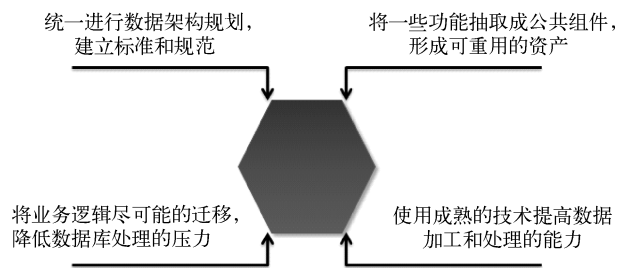 统一进行数据架构规划，
建立标准和规范
将一些功能抽取成公共组件，
形成可重用的资产
将业务逻辑尽可能的迁移，
降低数据库处理的压力
使用成熟的技术提高数据
加工和处理的能力